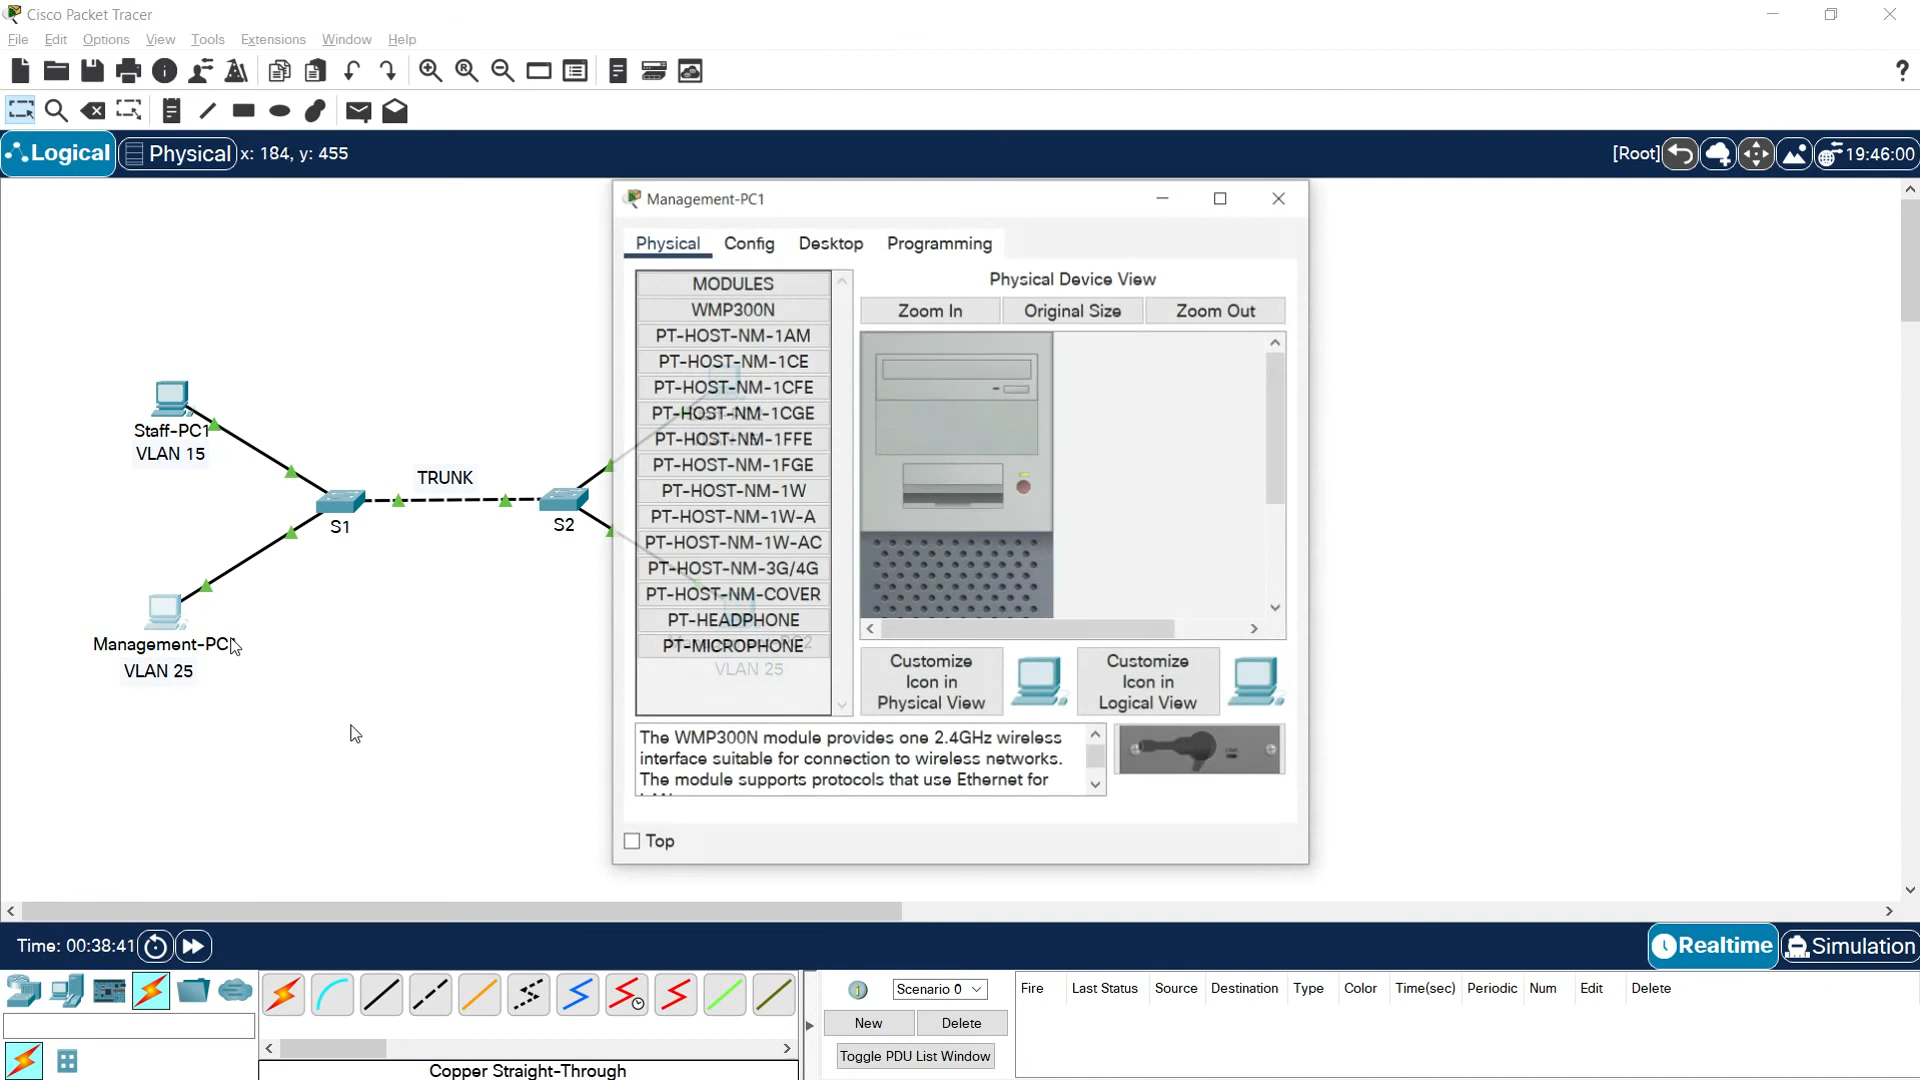 Cisco Packet Tracer
File Edit Options View Tools Extensions Window Help
?
Logical Physical x: 184, y: 455 [Root] 19:46:00
Management-PC1
Physical Config Desktop Programming
MODULES
WMP300N
PT-HOST-NM-1AM
PT-HOST-NM-1CE
PT-HOST-NM-1CFE
PT-HOST-NM-1CGE
PT-HOST-NM-1FFE
PT-HOST-NM-1FGE
PT-HOST-NM-1W
PT-HOST-NM-1W-A
PT-HOST-NM-1W-AC
PT-HOST-NM-3G/4G
PT-HOST-NM-COVER
PT-HEADPHONE
PT-MICROPHONE
VLAN 25
Physical Device View
Zoom In Original Size Zoom Out
Customize
Icon in
Physical View
Customize
Icon in
Logical View
The WMP300N module provides one 2.4GHz wireless
interface suitable for connection to wireless networks.
The module supports protocols that use Ethernet for
Top
Staff-PC1
VLAN 15
TRUNK
S1
S2
Management-PC1
VLAN 25
Time: 00:38:41
Realtime Simulation
Scenario 0
New Delete
Toggle PDU List Window
Fire Last Status Source Destination Type Color Time(sec) Periodic Num Edit Delete
Copper Straight-Through